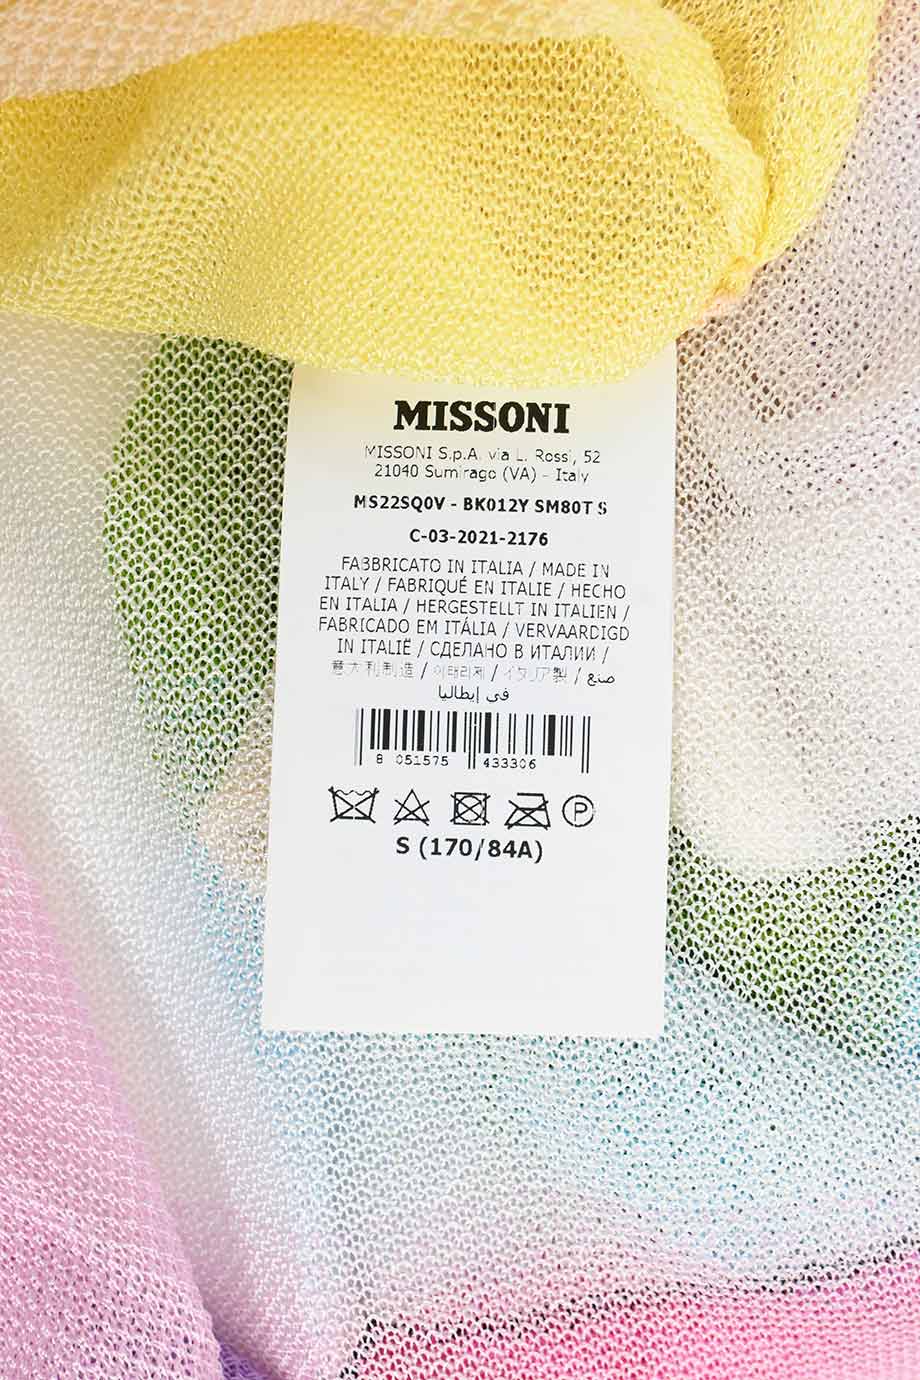 MISSONI
MISSONI S.p.A. via L. Rossi, 52
21040 Sumirago (VA) - Italy
MS22SQ0V - BK012Y SM80T S
C-03-2021-2176
FABBRICATO IN ITALIA / MADE IN
ITALY / FABRIQUÉ EN ITALIE / HECHO
EN ITALIA / HERGESTELLT IN ITALIEN /
FABRICADO EM ITÁLIA / VERVAARDIGD
IN ITALIË / СДЕЛАНО В ИТАЛИИ /
意大利制造 / 이태리제 / イタリア製 / صنع
في إيطاليا
8 051575 433306
P
S (170/84A)